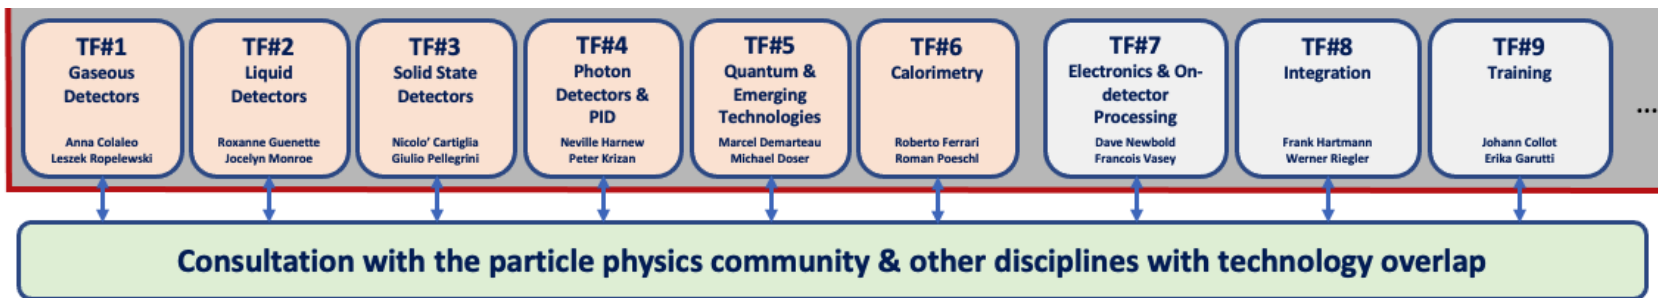 TF#1
Gaseous
Detectors
Anna Colaleo
Leszek Ropelewski
TF#2
Liquid
Detectors
Roxanne Guenette
Jocelyn Monroe
TF#3
Solid State
Detectors
Nicolo' Cartiglia
Giulio Pellegrini
TF#4
Photon
Detectors &
PID
Neville Harnew
Peter Krizan
TF#5
Quantum &
Emerging
Technologies
Marcel Demarteau
Michael Doser
TF#6
Calorimetry
Roberto Ferrari
Roman Poeschl
TF#7
Electronics & On-
detector
Processing
Dave Newbold
Francois Vasey
TF#8
Integration
Frank Hartmann
Werner Riegler
TF#9
Training
Johann Collot
Erika Garutti
...
Consultation with the particle physics community & other disciplines with technology overlap